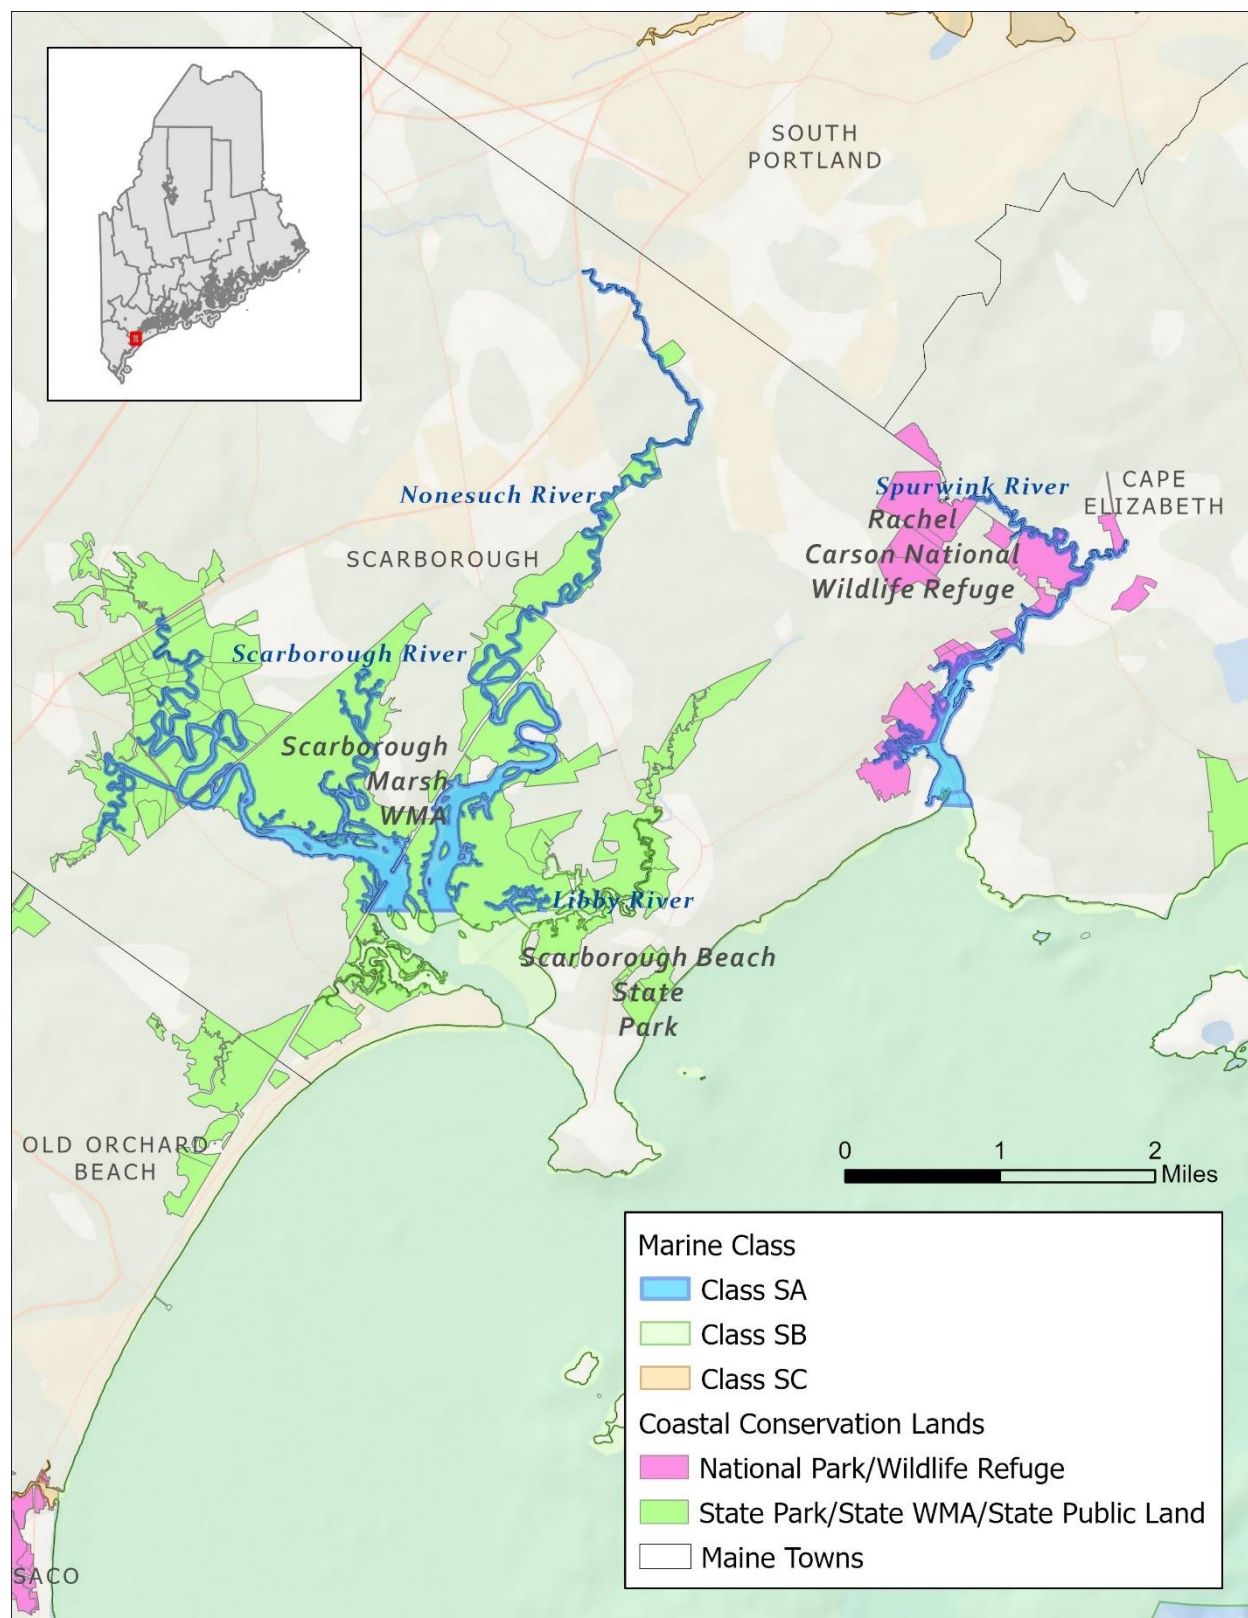 SOUTH
PORTLAND
Nonesuch River
Spurwink River
CAPE
ELIZABETH
Rachel
Carson National
Wildlife Refuge
SCARBOROUGH
Scarborough River
Scarborough
Marsh
WMA
Libby River
Scarborough Beach
State
Park
OLD ORCHARD
BEACH
0 1 2
Miles
Marine Class
Class SA
Class SB
Class SC
Coastal Conservation Lands
National Park/Wildlife Refuge
State Park/State WMA/State Public Land
Maine Towns
SACO